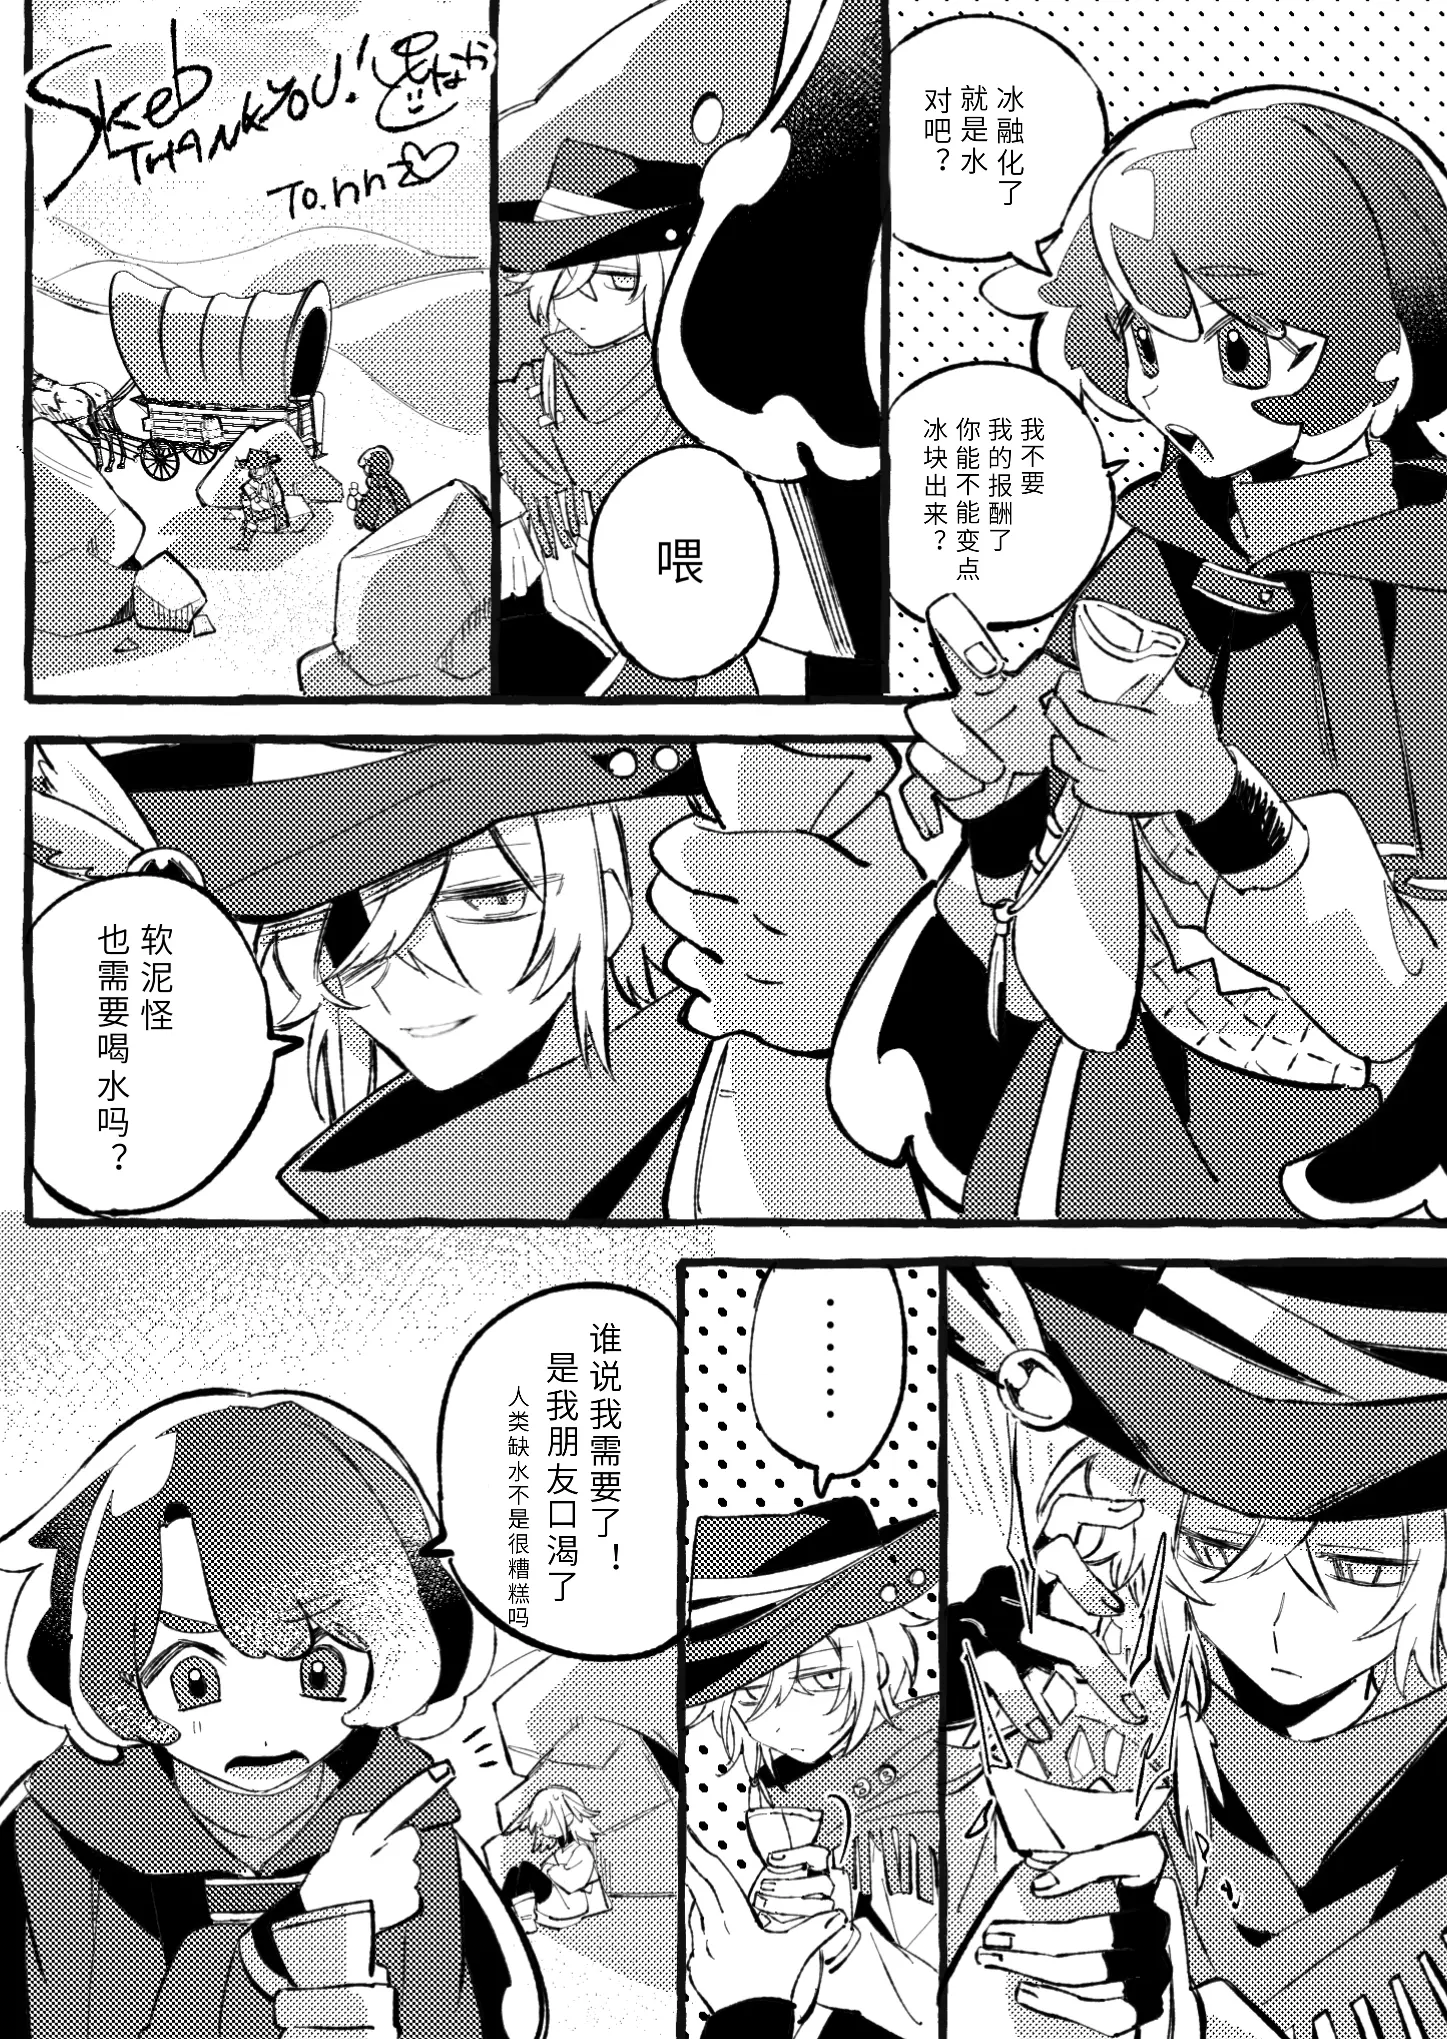 冰融化了
就是水
对吧？
我不要
我的报酬了
你能不能变点
冰块出来？
喂
Skeb
THANK YOU!
To.nnz
软泥怪
也需要喝水吗？
……
谁说我需要了！
是我朋友口渴了
人类缺水不是很糟糕吗